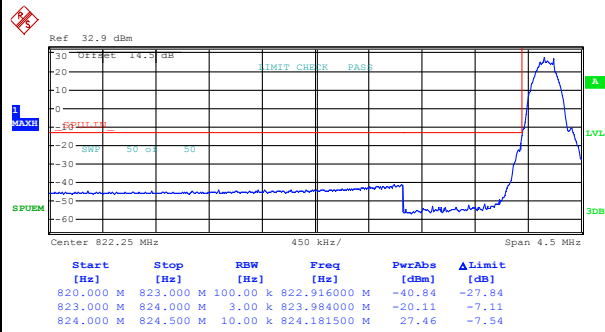 R S
Ref 32.9 dBm
30 Offset 14.5 dB
LIMIT CHECK PASS
20
A
10
0
1
MAXH
-10
SPULIN
LVL
-20
SWP 50 of 50
-30
-40
-50
SPUEM
3DB
-60
Center 822.25 MHz 450 kHz/ Span 4.5 MHz
Start Stop RBW Freq PwrAbs ΔLimit
[Hz] [Hz] [Hz] [Hz] [dBm] [dB]
820.000 M 823.000 M 100.00 k 822.916000 M -40.84 -27.84
823.000 M 824.000 M 3.00 k 823.984000 M -20.11 -7.11
824.000 M 824.500 M 10.00 k 824.181500 M 27.46 -7.54